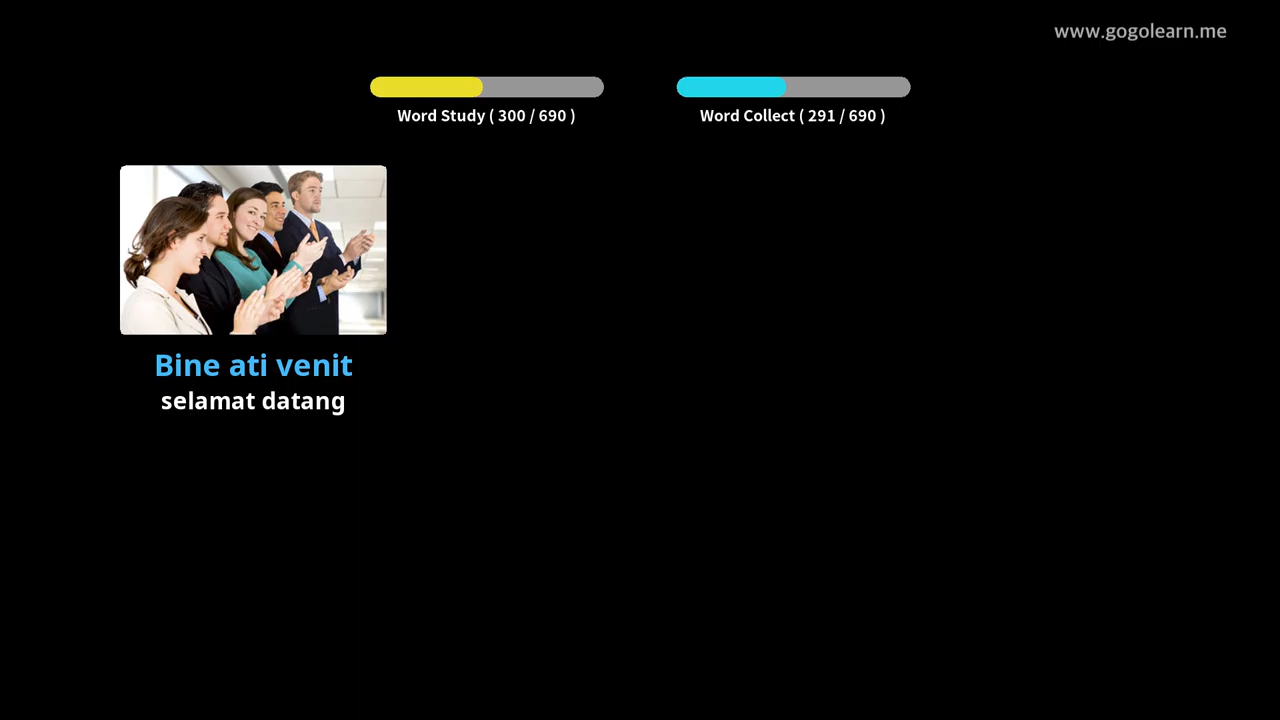 www.gogolearn.me
Word Study ( 300 / 690 )
Word Collect ( 291 / 690 )
Bine ati venit
selamat datang